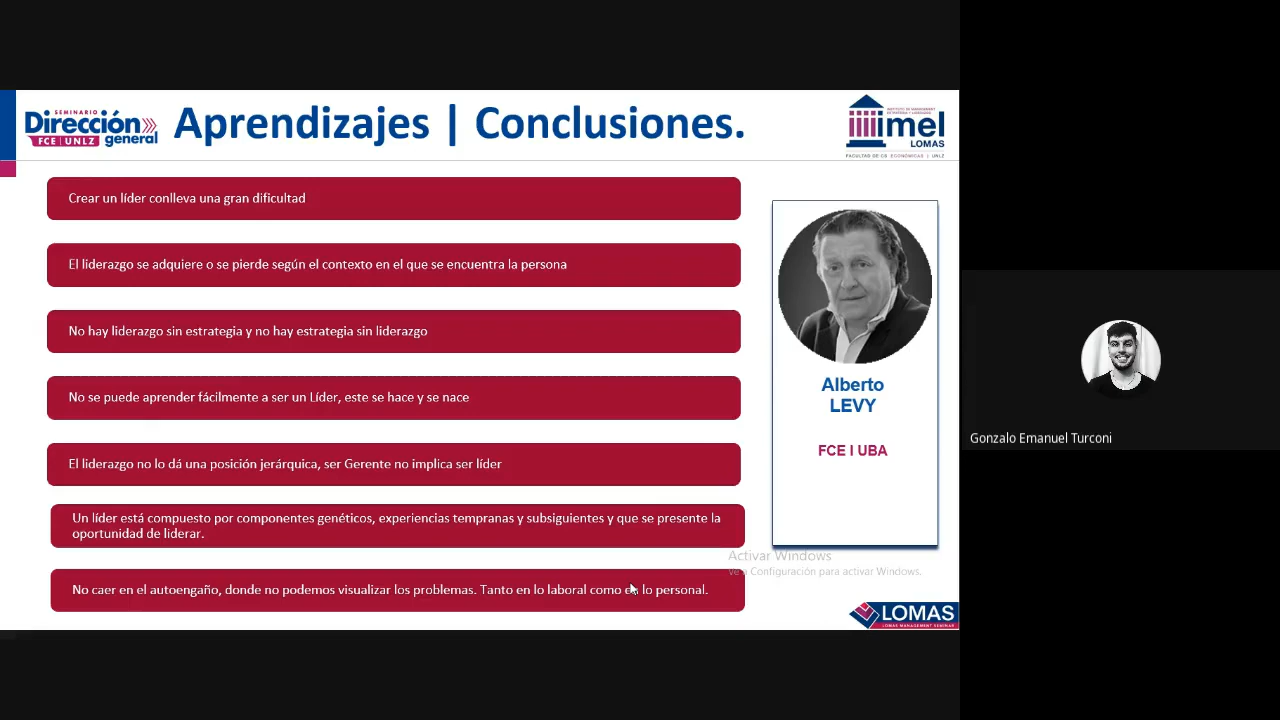 SEMINARIO
Dirección
general
FCE | UNLZ
Aprendizajes | Conclusiones.
INSTITUTO DE MANAGEMENT
ESTRATEGIA Y LIDERAZGO
imel
LOMAS
FACULTAD DE CS ECONÓMICAS | UNLZ
Crear un líder conlleva una gran dificultad
El liderazgo se adquiere o se pierde según el contexto en el que se encuentra la persona
No hay liderazgo sin estrategia y no hay estrategia sin liderazgo
No se puede aprender fácilmente a ser un Líder, este se hace y se nace
El liderazgo no lo dá una posición jerárquica, ser Gerente no implica ser líder
Un líder está compuesto por componentes genéticos, experiencias tempranas y subsiguientes y que se presente la
oportunidad de liderar.
No caer en el autoengaño, donde no podemos visualizar los problemas. Tanto en lo laboral como en lo personal.
Alberto
LEVY
FCE I UBA
Activar Windows
Ve a Configuración para activar Windows.
LOMAS
LOMAS MANAGEMENT SEMINARS
Gonzalo Emanuel Turconi